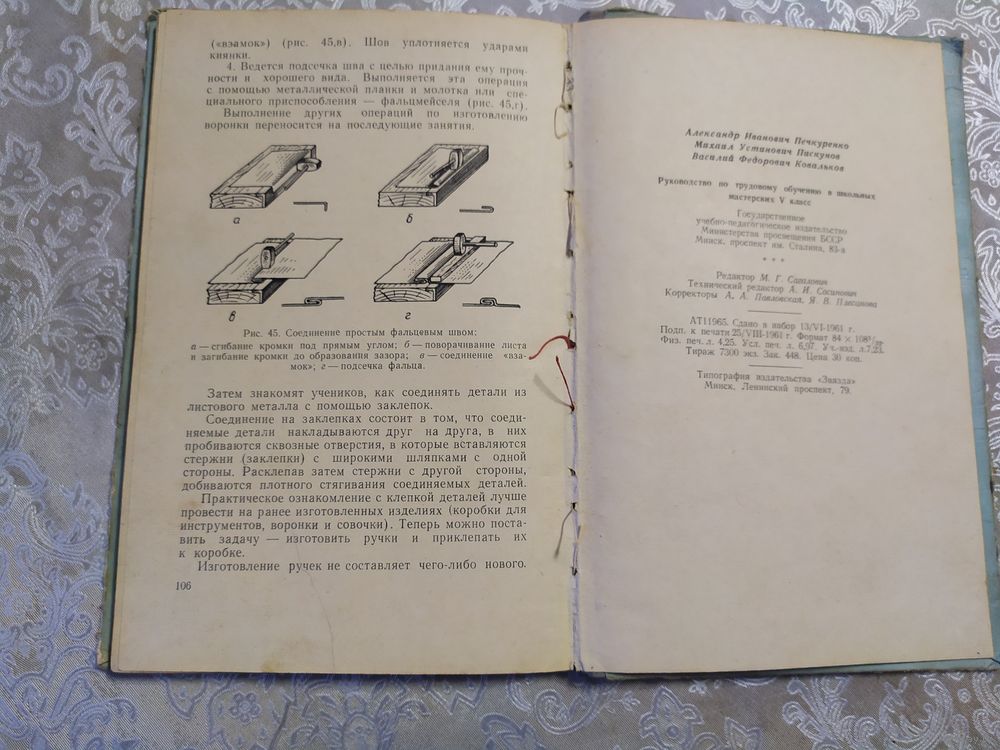 («взамок») (рис. 45,в). Шов уплотняется ударами
киянки.
4. Ведется подсечка шва с целью придания ему проч-
ности и хорошего вида. Выполняется эта операция
с помощью металлической планки и молотка или спе-
циального приспособления — фальцмейселя (рис. 45,г).
Выполнение других операций по изготовлению
воронки переносится на последующие занятия.
а
б
в
г
Рис. 45. Соединение простым фальцевым швом:
а — сгибание кромки под прямым углом; б — поворачивание листа
и загибание кромки до образования зазора; в — соединение «вза-
мок»; г — подсечка фальца.
Затем знакомят учеников, как соединять детали из
листового металла с помощью заклепок.
Соединение на заклепках состоит в том, что соеди-
няемые детали накладываются друг на друга, в них
пробиваются сквозные отверстия, в которые вставляются
стержни (заклепки) с широкими шляпками с одной
стороны. Расклепав затем стержни с другой стороны,
добиваются плотного стягивания соединяемых деталей.
Практическое ознакомление с клепкой деталей лучше
провести на ранее изготовленных изделиях (коробки для
инструментов, воронки и совочки). Теперь можно поста-
вить задачу — изготовить ручки и приклепать их
к коробке.
Изготовление ручек не составляет чего-либо нового.
106
Александр Иванович Печкуренко
Михаил Устинович Пискунов
Василий Федорович Ковальков
Руководство по трудовому обучению в школьных
мастерских V класс
Государственное
учебно-педагогическое издательство
Министерства просвещения БССР
Минск, проспект им. Сталина, 83-а
* * *
Редактор М. Г.
Технический редактор А. И. Сосинович
Корректоры А. А. Павловская, Я. В. Плесанова
АТ11965. Сдано в набор 13/VI-1961 г.
Подп. к печати 25/VIII-1961 г. Формат 84 × 108¹/₃₂
Физ. печ. л. 4,25. Усл. печ. л. 6,97. Уч.-изд. л. 7,23.
Тираж 7300 экз. Зак. 448. Цена 30 коп.
Типография издательства «Звязда»
Минск, Ленинский проспект, 79.